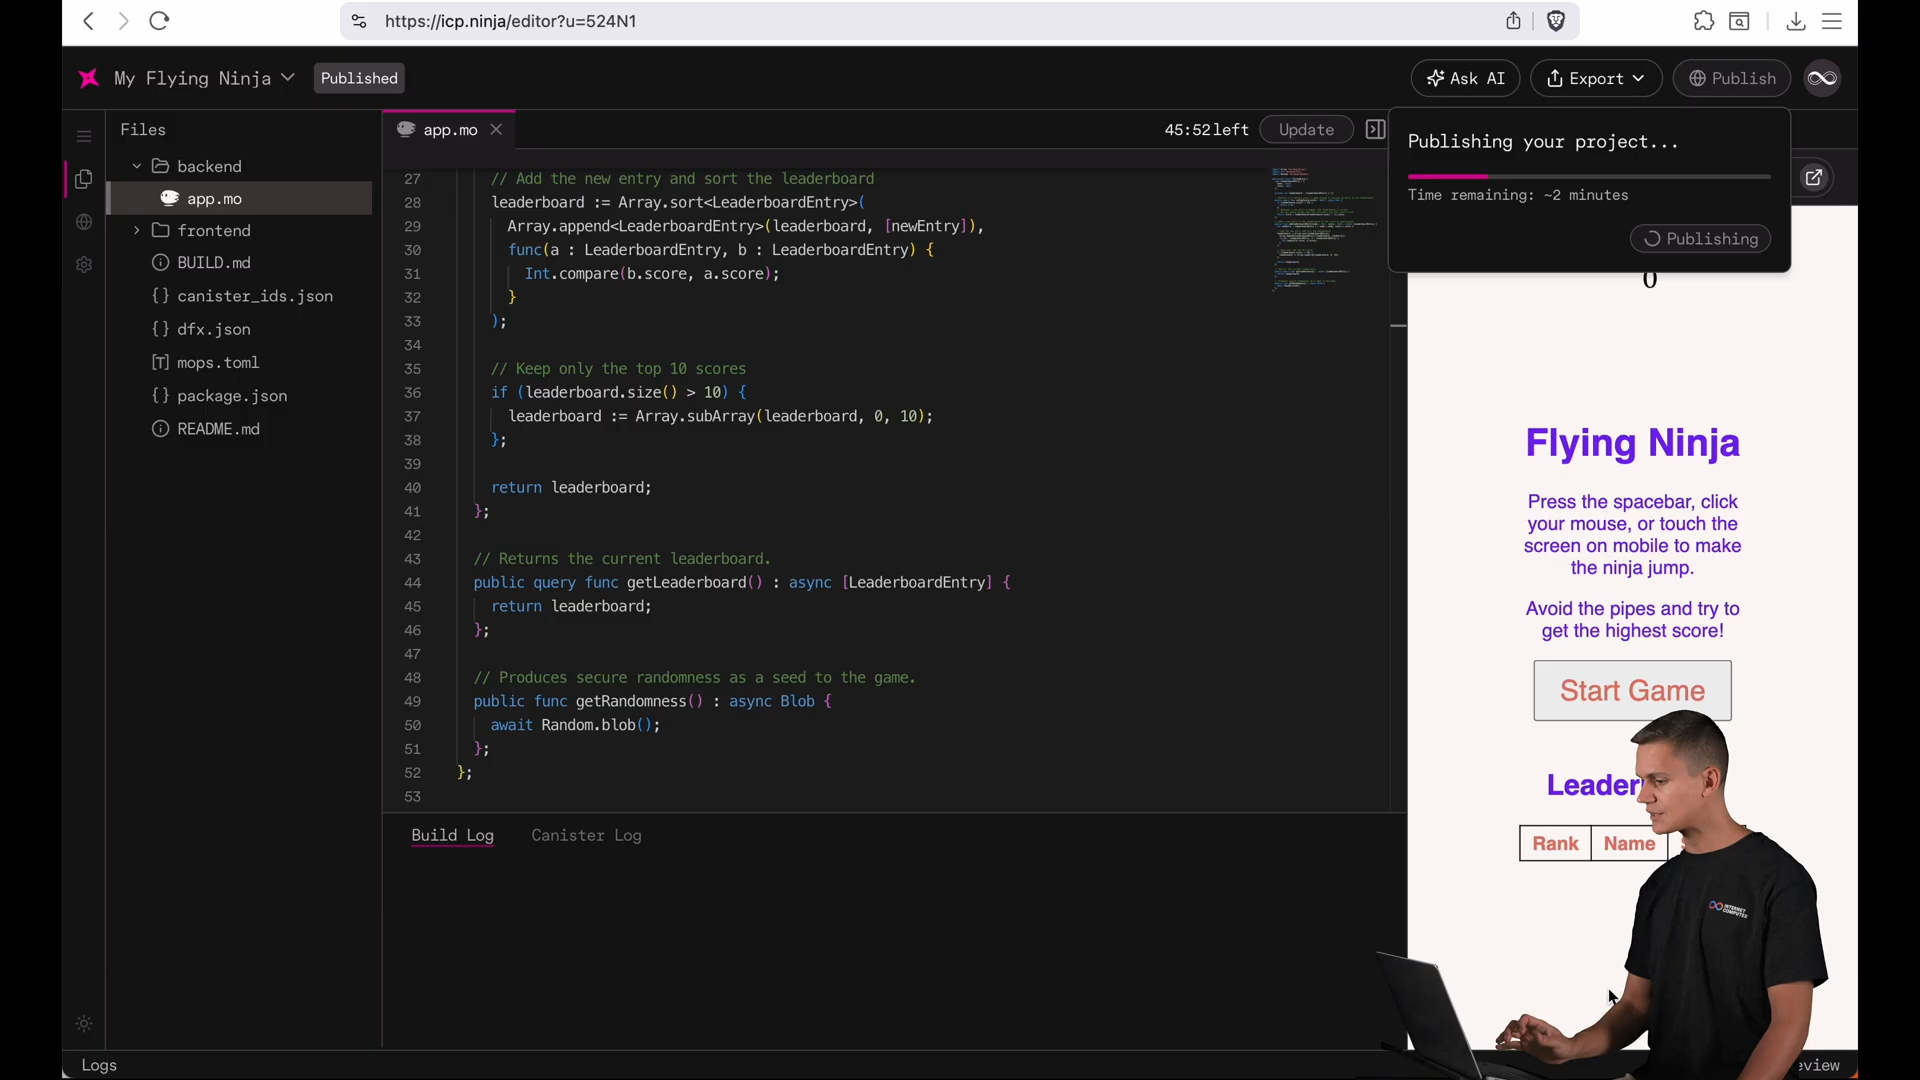 https://icp.ninja/editor?u=524N1
My Flying Ninja
Published
Ask AI
Export
Publish
Files
backend
app.mo
frontend
BUILD.md
{} canister_ids.json
{} dfx.json
[T] mops.toml
{} package.json
README.md
app.mo
45:52left
Update
27 // Add the new entry and sort the leaderboard
28 leaderboard := Array.sort<LeaderboardEntry>(
29 Array.append<LeaderboardEntry>(leaderboard, [newEntry]),
30 func(a : LeaderboardEntry, b : LeaderboardEntry) {
31 Int.compare(b.score, a.score);
32 }
33 );
34
35 // Keep only the top 10 scores
36 if (leaderboard.size() > 10) {
37 leaderboard := Array.subArray(leaderboard, 0, 10);
38 };
39
40 return leaderboard;
41 };
42
43 // Returns the current leaderboard.
44 public query func getLeaderboard() : async [LeaderboardEntry] {
45 return leaderboard;
46 };
47
48 // Produces secure randomness as a seed to the game.
49 public func getRandomness() : async Blob {
50 await Random.blob();
51 };
52 };
53
Build Log
Canister Log
Logs
Publishing your project...
Time remaining: ~2 minutes
Publishing
0
Flying Ninja
Press the spacebar, click
your mouse, or touch the
screen on mobile to make
the ninja jump.
Avoid the pipes and try to
get the highest score!
Start Game
Leader
Rank
Name
INTERNET
COMPUTER
eview